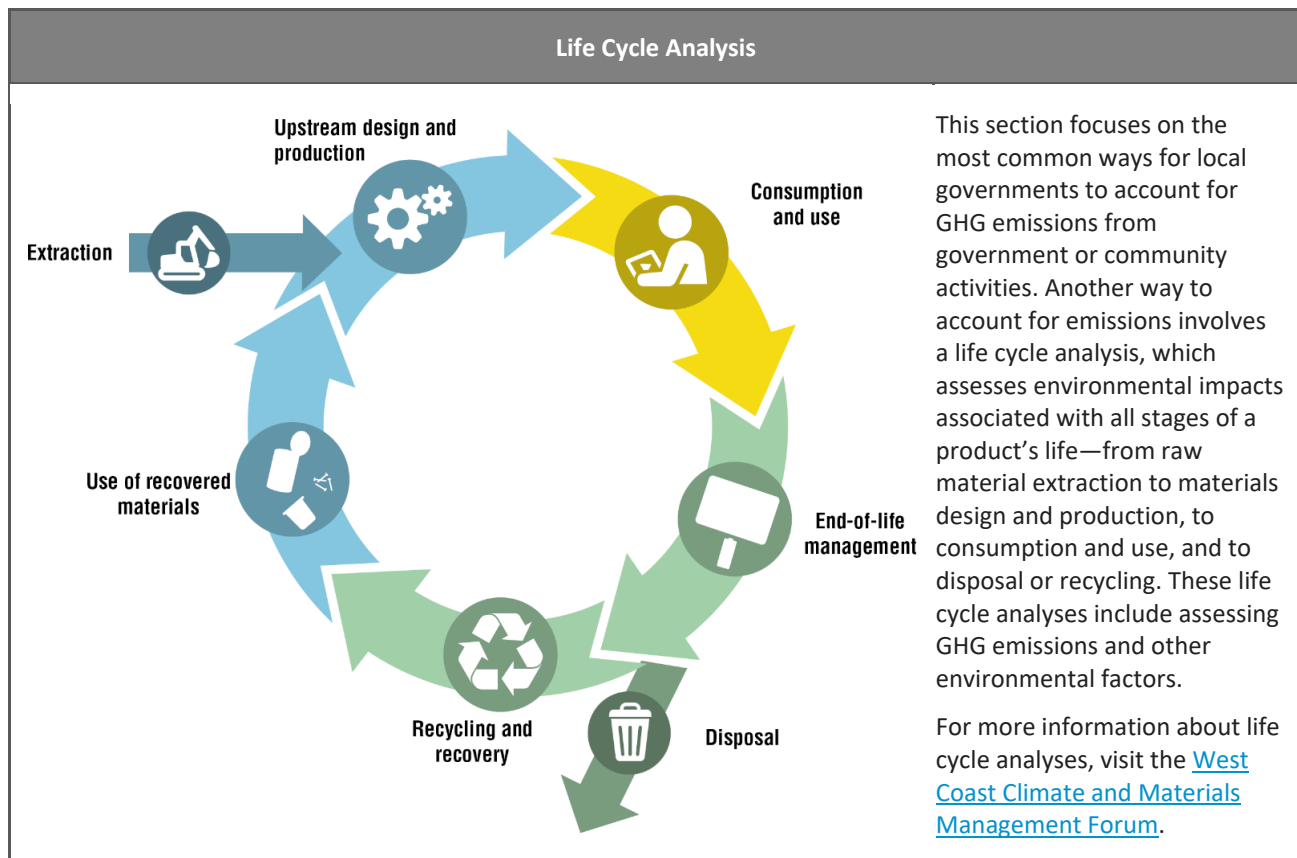 Life Cycle Analysis
Upstream design and
production
Consumption
and use
Extraction
Use of recovered
materials
End-of-life
management
Recycling and
recovery
Disposal
This section focuses on the
most common ways for local
governments to account for
GHG emissions from
government or community
activities. Another way to
account for emissions involves
a life cycle analysis, which
assesses environmental impacts
associated with all stages of a
product’s life—from raw
material extraction to materials
design and production, to
consumption and use, and to
disposal or recycling. These life
cycle analyses include assessing
GHG emissions and other
environmental factors.
For more information about life
cycle analyses, visit the West
Coast Climate and Materials
Management Forum.